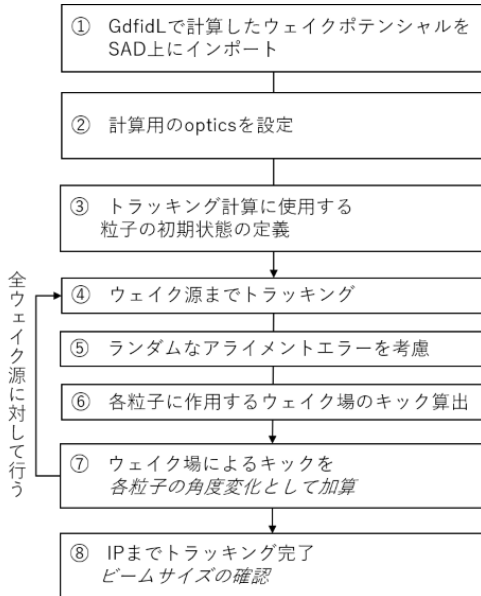 ① GdfidLで計算したウェイクポテンシャルを
SAD上にインポート
② 計算用のopticsを設定
③ トラッキング計算に使用する
粒子の初期状態の定義
④ ウェイク源までトラッキング
⑤ ランダムなアライメントエラーを考慮
⑥ 各粒子に作用するウェイク場のキック算出
⑦ ウェイク場によるキックを
各粒子の角度変化として加算
⑧ IPまでトラッキング完了
ビームサイズの確認
全ウェイク源に対して行う